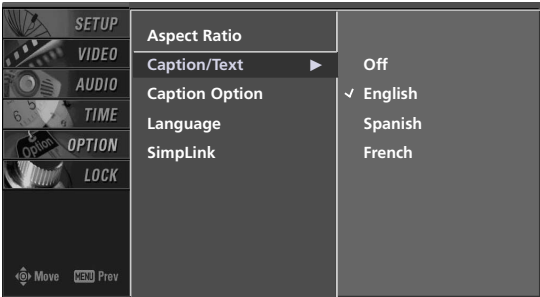 SETUP
VIDEO
AUDIO
TIME
OPTION
LOCK
Move MENU Prev
Aspect Ratio
Caption/Text
Caption Option
Language
SimpLink
Off
English
Spanish
French